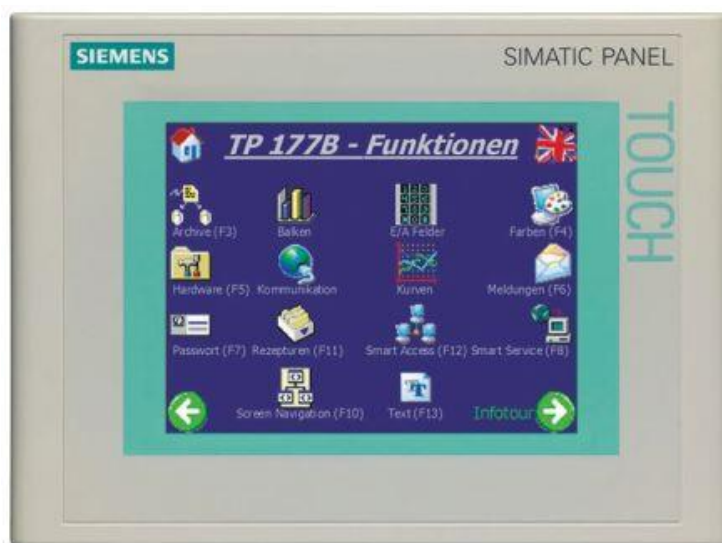 SIEMENS
SIMATIC PANEL
TOUCH
TP 177B - Funktionen
Archive (F3) Balken E/A Felder Farben (F4)
Hardware (F5) Kommunikation Kurven Meldungen (F6)
Passwort (F7) Rezepturen (F11) Smart Access (F12) Smart Service (F8)
Screen Navigation (F10) Text (F13) Infotour